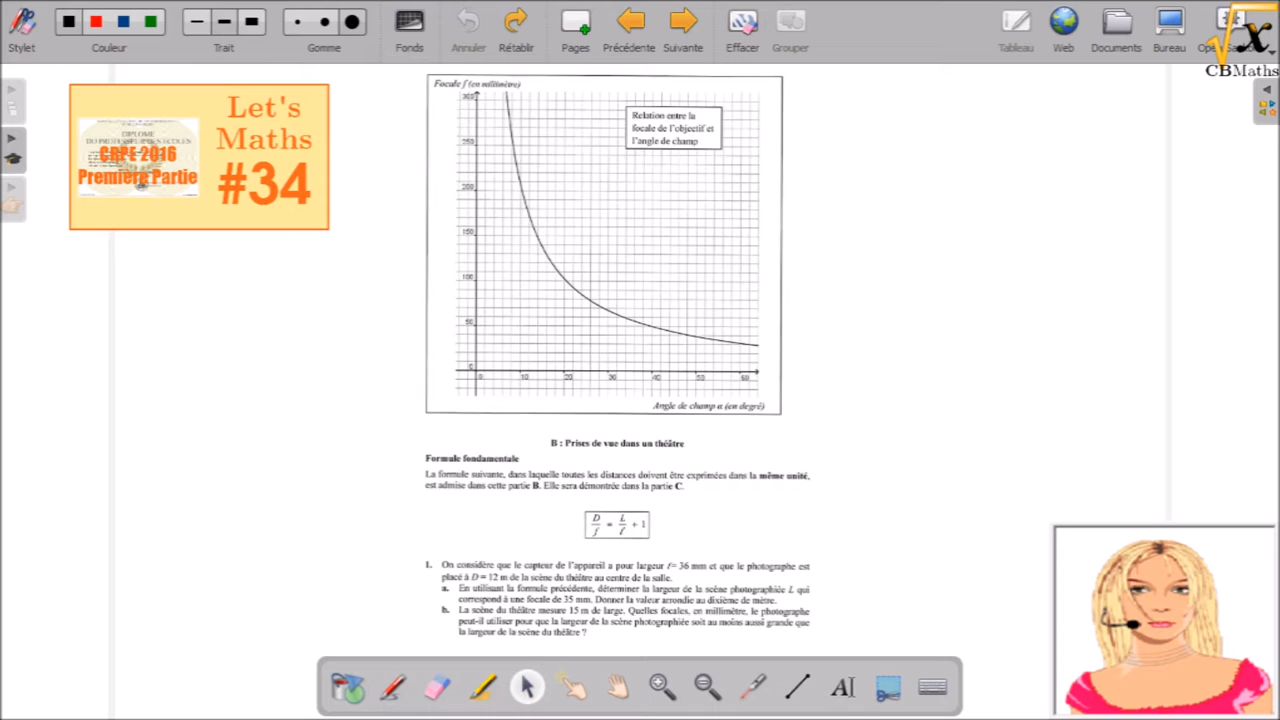 Stylet
Couleur
Trait
Gomme
Fonds
Annuler
Rétablir
Pages
Précédente
Suivante
Effacer
Grouper
Tableau
Web
Documents
Bureau
CBMaths
Let's
Maths
#34
DIPLOME
CRPE 2016
Première Partie
Focale f (en millimètre)
Relation entre la
focale de l'objectif et
l'angle de champ
300
250
200
150
100
50
0
0 10 20 30 40 50 60
Angle de champ α (en degré)
B : Prises de vue dans un théâtre
Formule fondamentale
La formule suivante, dans laquelle toutes les distances doivent être exprimées dans la même unité,
est admise dans cette partie B. Elle sera démontrée dans la partie C.
D/f = L/ℓ + 1
1. On considère que le capteur de l'appareil a pour largeur ℓ= 36 mm et que le photographe est
placé à D = 12 m de la scène du théâtre au centre de la salle.
a. En utilisant la formule précédente, déterminer la largeur de la scène photographiée L qui
correspond à une focale de 35 mm. Donner la valeur arrondie au dixième de mètre.
b. La scène du théâtre mesure 15 m de large. Quelles focales, en millimètre, le photographe
peut-il utiliser pour que la largeur de la scène photographiée soit au moins aussi grande que
la largeur de la scène du théâtre ?